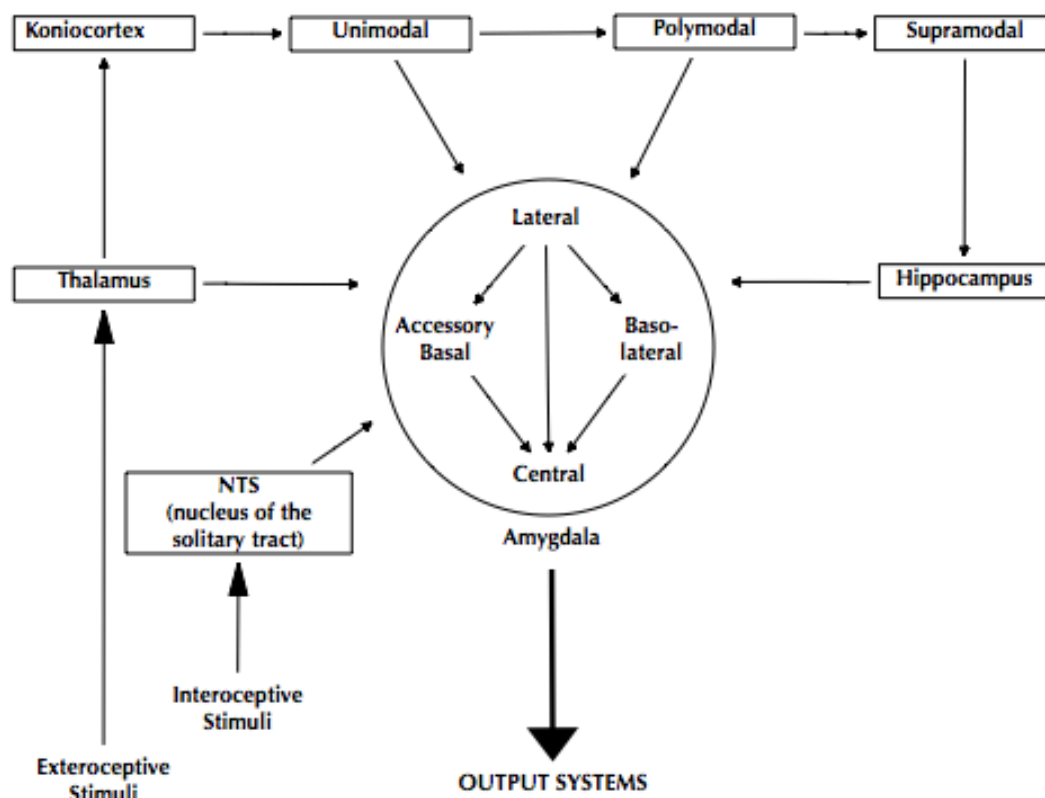 Koniocortex
Unimodal
Polymodal
Supramodal
Lateral
Thalamus
Hippocampus
Accessory
Basal
Baso-
lateral
Central
NTS
(nucleus of the
solitary tract)
Amygdala
Interoceptive
Stimuli
Exteroceptive
Stimuli
OUTPUT SYSTEMS